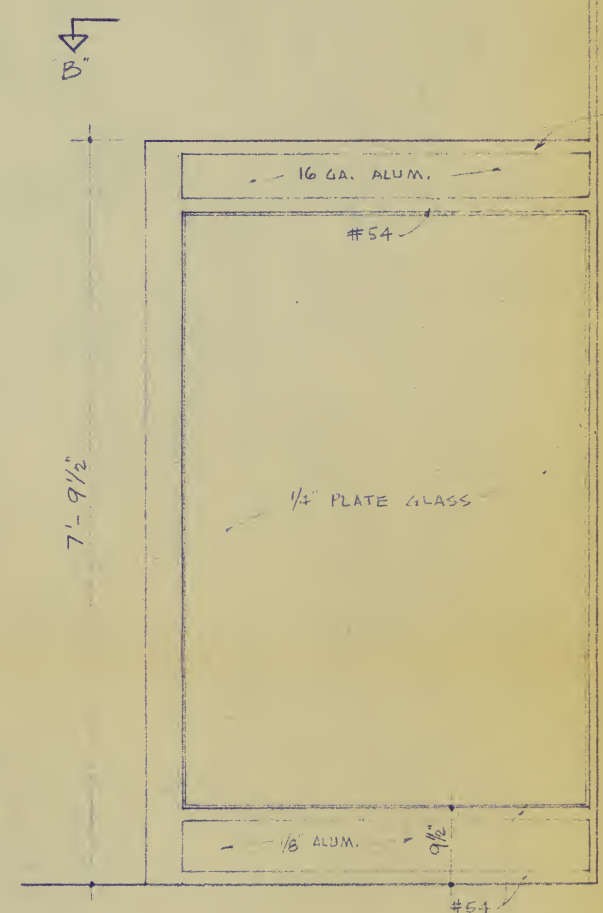 "B"
16 GA. ALUM.
#54
7'-9½"
1/4" PLATE GLASS
1/8" ALUM.
9½"
#54